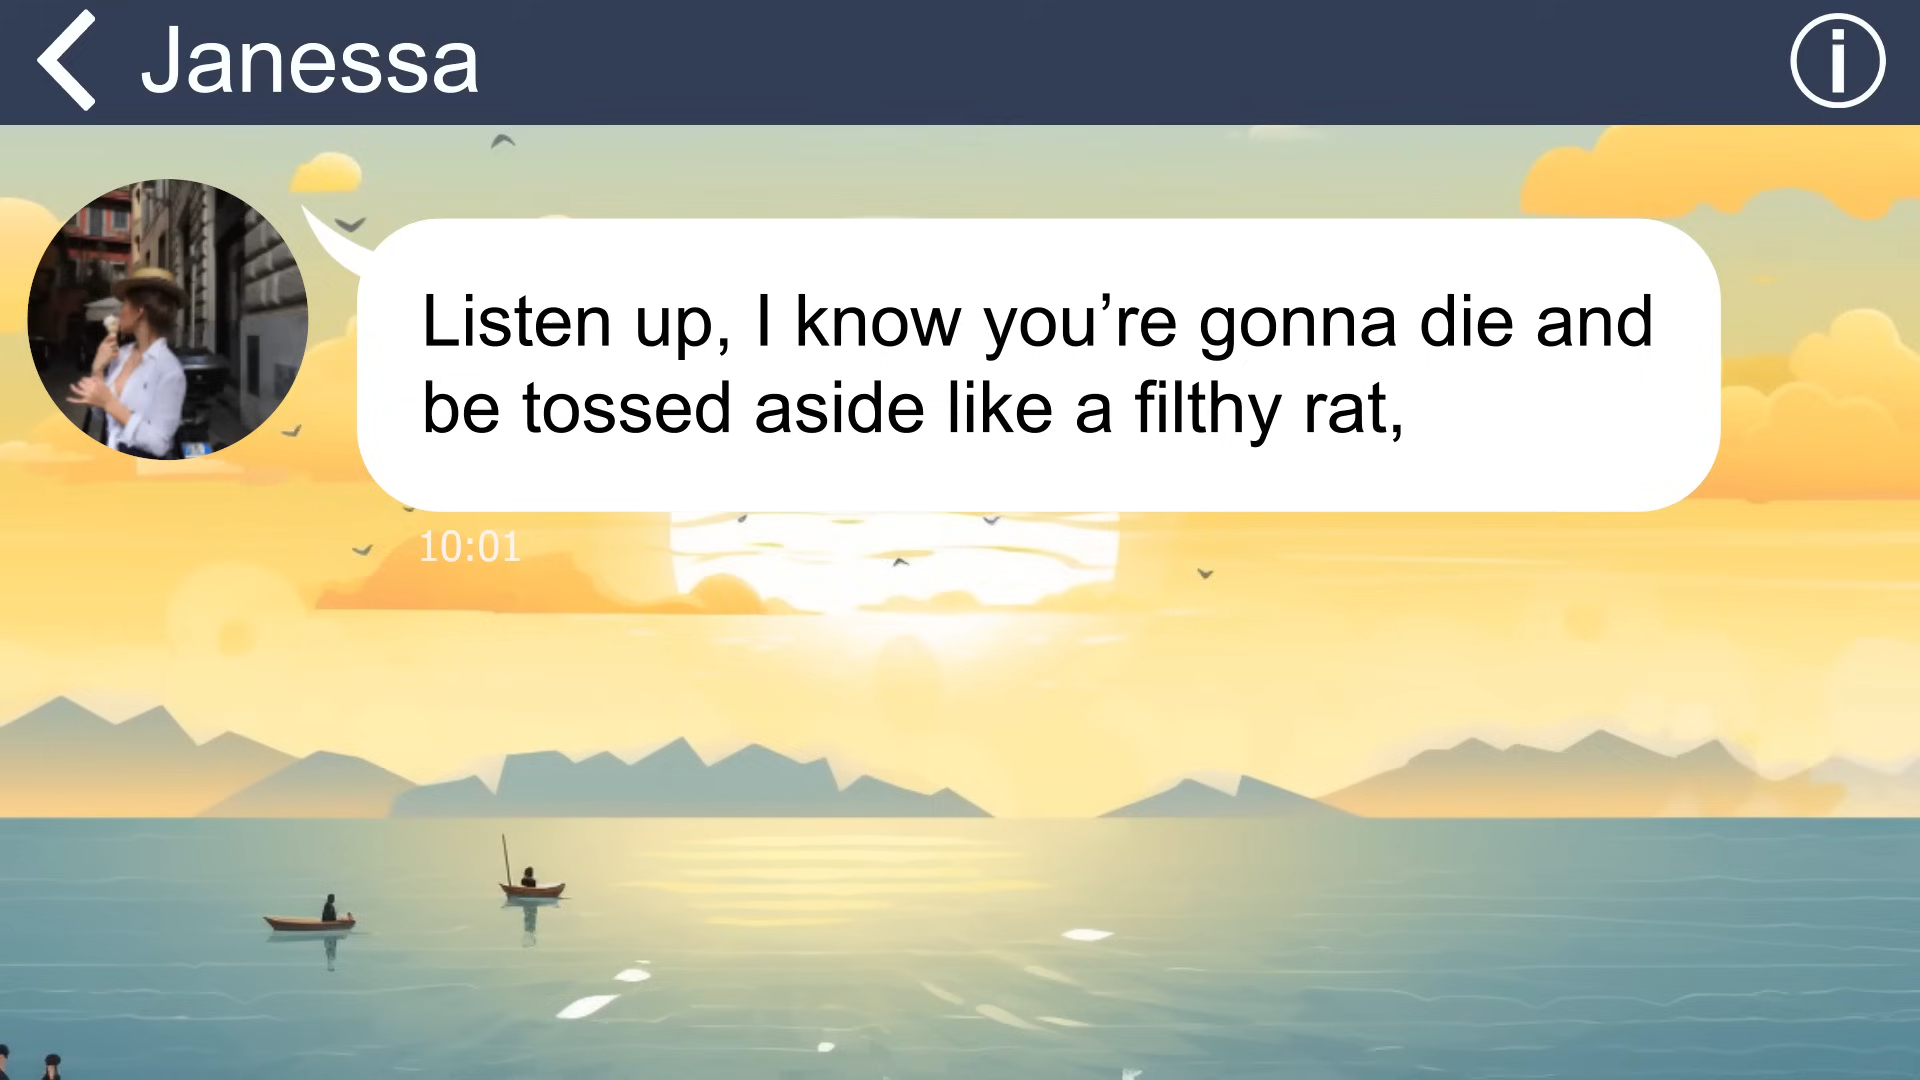 Janessa
Listen up, I know you’re gonna die and
be tossed aside like a filthy rat,
10:01